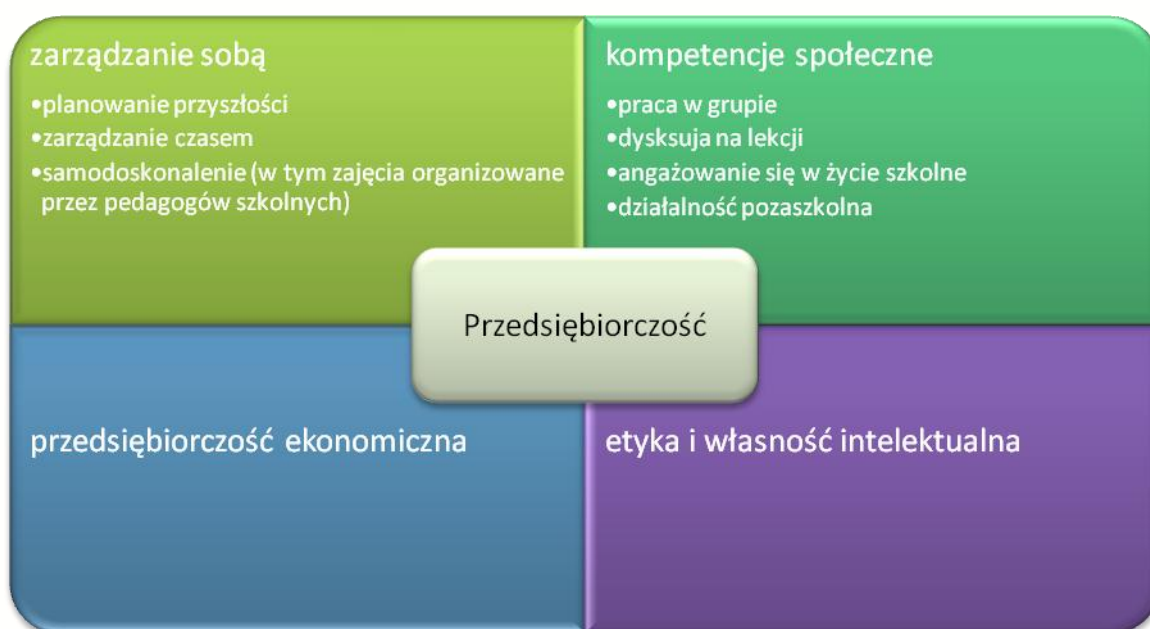 zarządzanie sobą
•planowanie przyszłości
•zarządzanie czasem
•samodoskonalenie (w tym zajęcia organizowane
przez pedagogów szkolnych)
kompetencje społeczne
•praca w grupie
•dysksuja na lekcji
•angażowanie się w życie szkolne
•działalność pozaszkolna
Przedsiębiorczość
przedsiębiorczość ekonomiczna
etyka i własność intelektualna